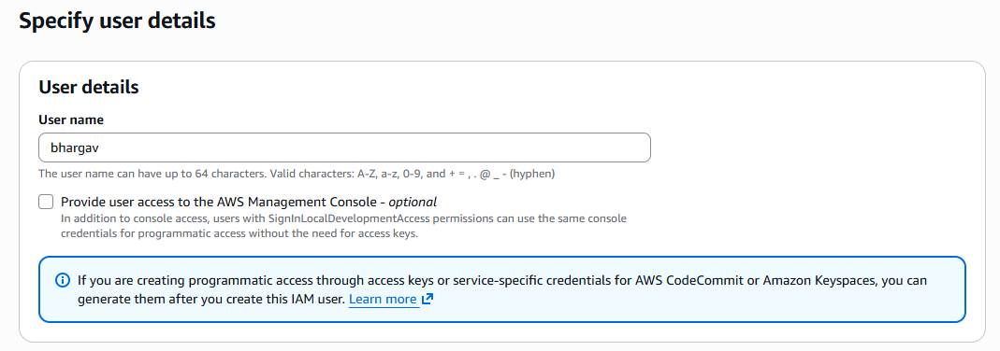 Specify user details
User details
User name
bhargav
The user name can have up to 64 characters. Valid characters: A-Z, a-z, 0-9, and + = , . @ _ - (hyphen)
Provide user access to the AWS Management Console - optional
In addition to console access, users with SignInLocalDevelopmentAccess permissions can use the same console
credentials for programmatic access without the need for access keys.
If you are creating programmatic access through access keys or service-specific credentials for AWS CodeCommit or Amazon Keyspaces, you can
generate them after you create this IAM user. Learn more